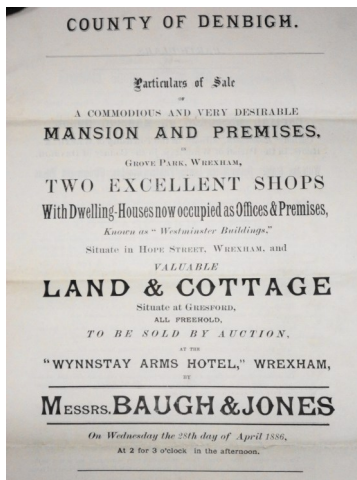 COUNTY OF DENBIGH.
Particulars of Sale
OF
A COMMODIOUS AND VERY DESIRABLE
MANSION AND PREMISES,
IN
GROVE PARK, WREXHAM,
TWO EXCELLENT SHOPS
With Dwelling-Houses now occupied as Offices & Premises,
Known as "Westminster Buildings,"
Situate in HOPE STREET, WREXHAM, and
VALUABLE
LAND & COTTAGE
Situate at GRESFORD,
ALL FREEHOLD,
TO BE SOLD BY AUCTION,
AT THE
"WYNNSTAY ARMS HOTEL," WREXHAM,
BY
MESSRS. BAUGH & JONES
On Wednesday the 28th day of April 1886,
At 2 for 3 o'clock in the afternoon.